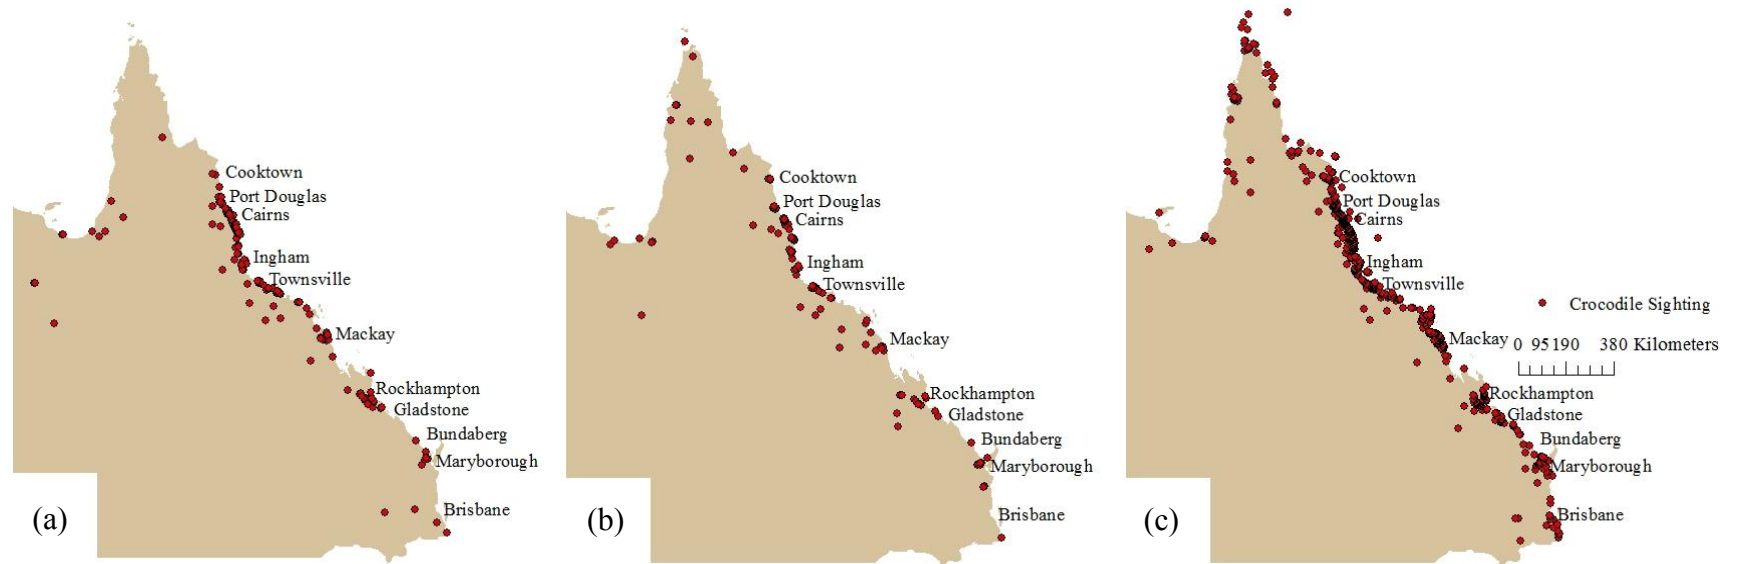 Cooktown
Port Douglas
Cairns
Ingham
Townsville
Mackay
Rockhampton
Gladstone
Bundaberg
Maryborough
Brisbane
(a)
Cooktown
Port Douglas
Cairns
Ingham
Townsville
Mackay
Rockhampton
Gladstone
Bundaberg
Maryborough
Brisbane
(b)
Cooktown
Port Douglas
Cairns
Ingham
Townsville
Mackay
Rockhampton
Gladstone
Bundaberg
Maryborough
Brisbane
(c)
Crocodile Sighting
0 95 190 380 Kilometers